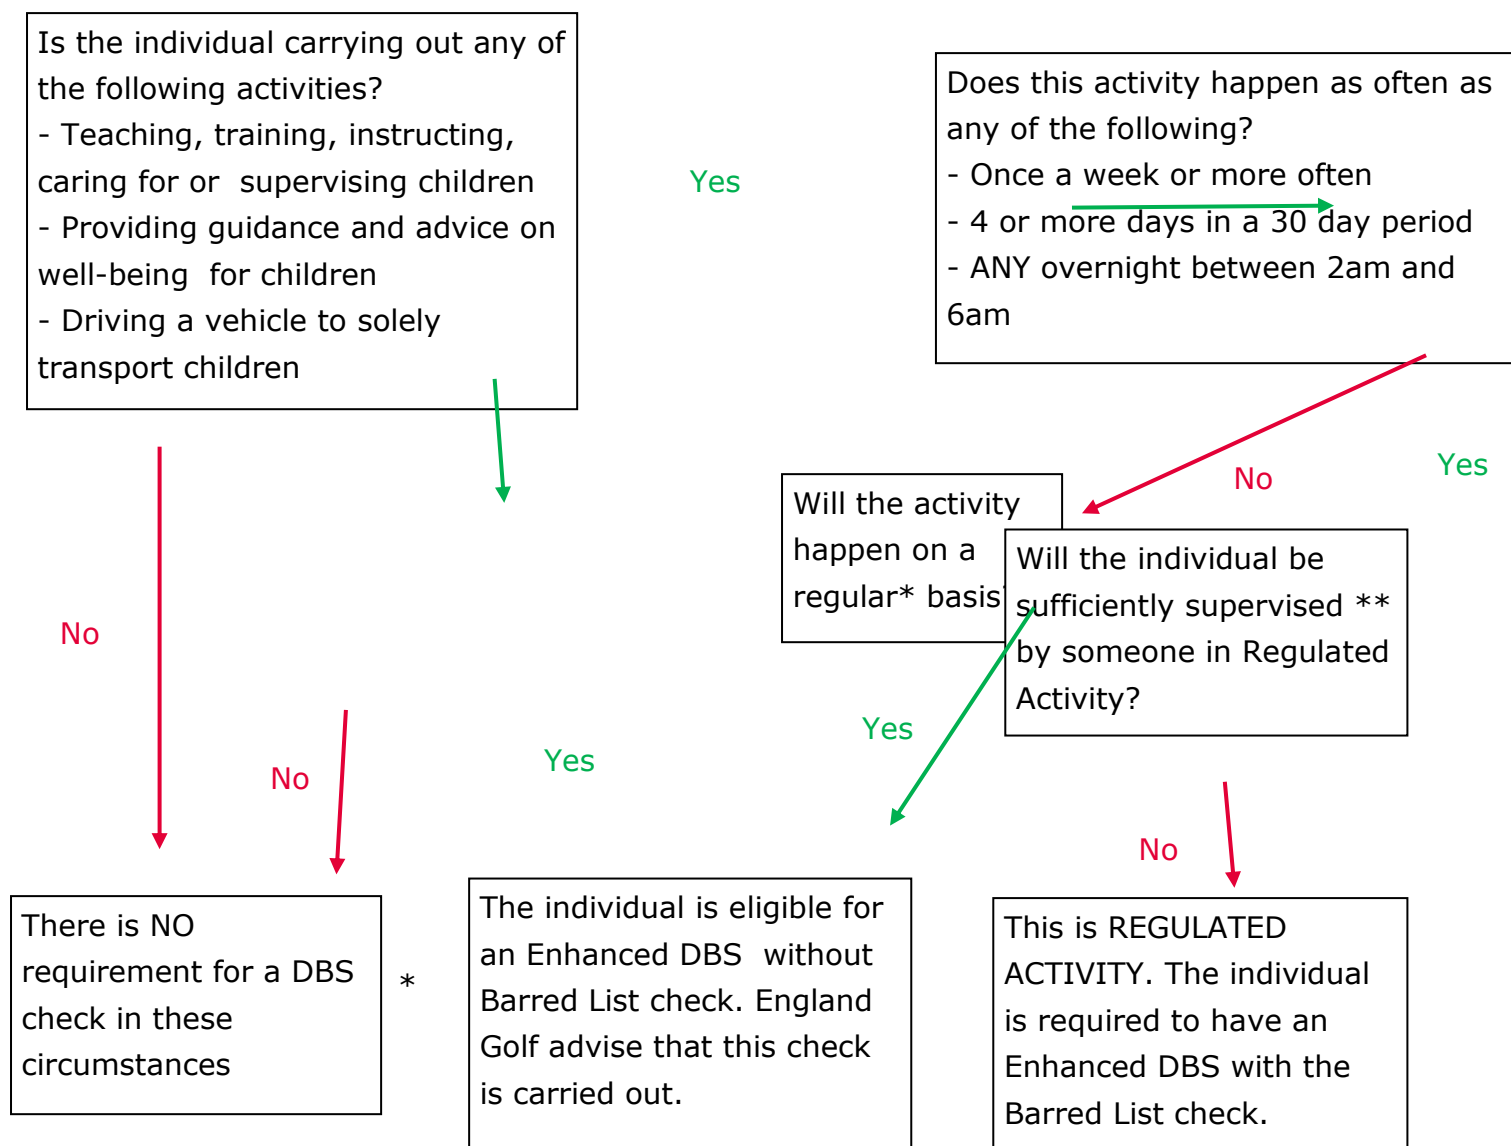 Is the individual carrying out any of
the following activities?
- Teaching, training, instructing,
caring for or  supervising children
- Providing guidance and advice on
well-being  for children
- Driving a vehicle to solely
transport children
Yes
Does this activity happen as often as
any of the following?
- Once a week or more often
- 4 or more days in a 30 day period
- ANY overnight between 2am and
6am
No
Yes
Will the activity
happen on a
regular* basis
Will the individual be
sufficiently supervised **
by someone in Regulated
Activity?
No
No
Yes
Yes
No
There is NO
requirement for a DBS
check in these
circumstances
*
The individual is eligible for
an Enhanced DBS  without
Barred List check. England
Golf advise that this check
is carried out.
This is REGULATED
ACTIVITY. The individual
is required to have an
Enhanced DBS with the
Barred List check.